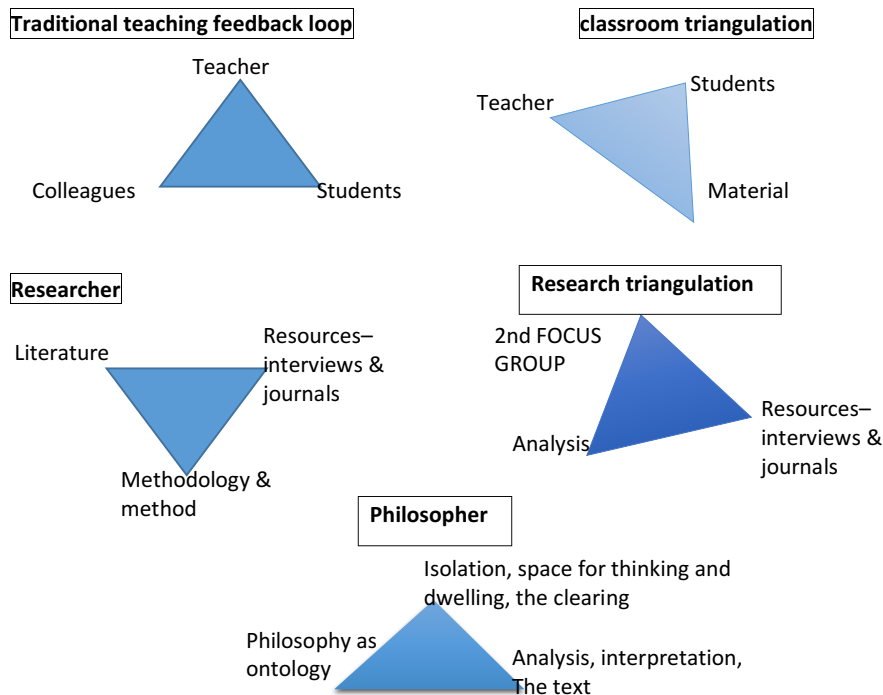 Traditional teaching feedback loop
Teacher
Colleagues
Students
classroom triangulation
Students
Teacher
Material
Researcher
Literature
Resources–
interviews &
journals
Methodology &
method
Research triangulation
2nd FOCUS
GROUP
Analysis
Resources–
interviews &
journals
Philosopher
Isolation, space for thinking and
dwelling, the clearing
Philosophy as
ontology
Analysis, interpretation,
The text